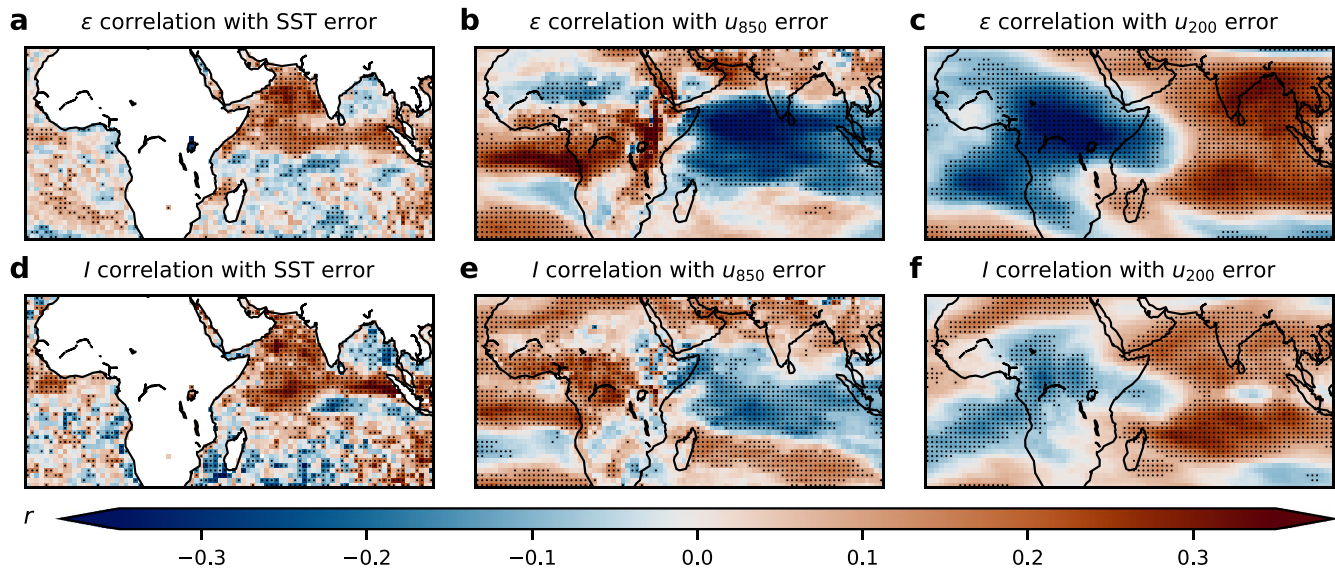 a ε correlation with SST error
b ε correlation with u₈₅₀ error
c ε correlation with u₂₀₀ error
d I correlation with SST error
e I correlation with u₈₅₀ error
f I correlation with u₂₀₀ error
r
−0.3 −0.2 −0.1 0.0 0.1 0.2 0.3